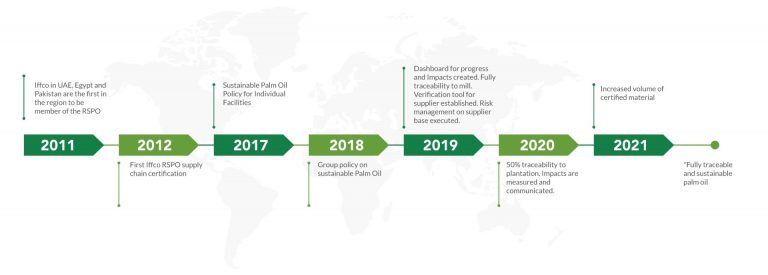 Iffco in UAE, Egypt and
Pakistan are the first in
the region to be
member of the RSPO
2011
2012
First Iffco RSPO supply
chain certification
Sustainable Palm Oil
Policy for Individual
Facilities
2017
2018
Group policy on
sustainable Palm Oil
Dashboard for progress
and Impacts created. Fully
traceability to mill.
Verification tool for
supplier established. Risk
management on supplier
base executed.
2019
2020
50% traceability to
plantation. Impacts are
measured and
communicated.
Increased volume of
certified material
2021
"Fully traceable
and sustainable
palm oil